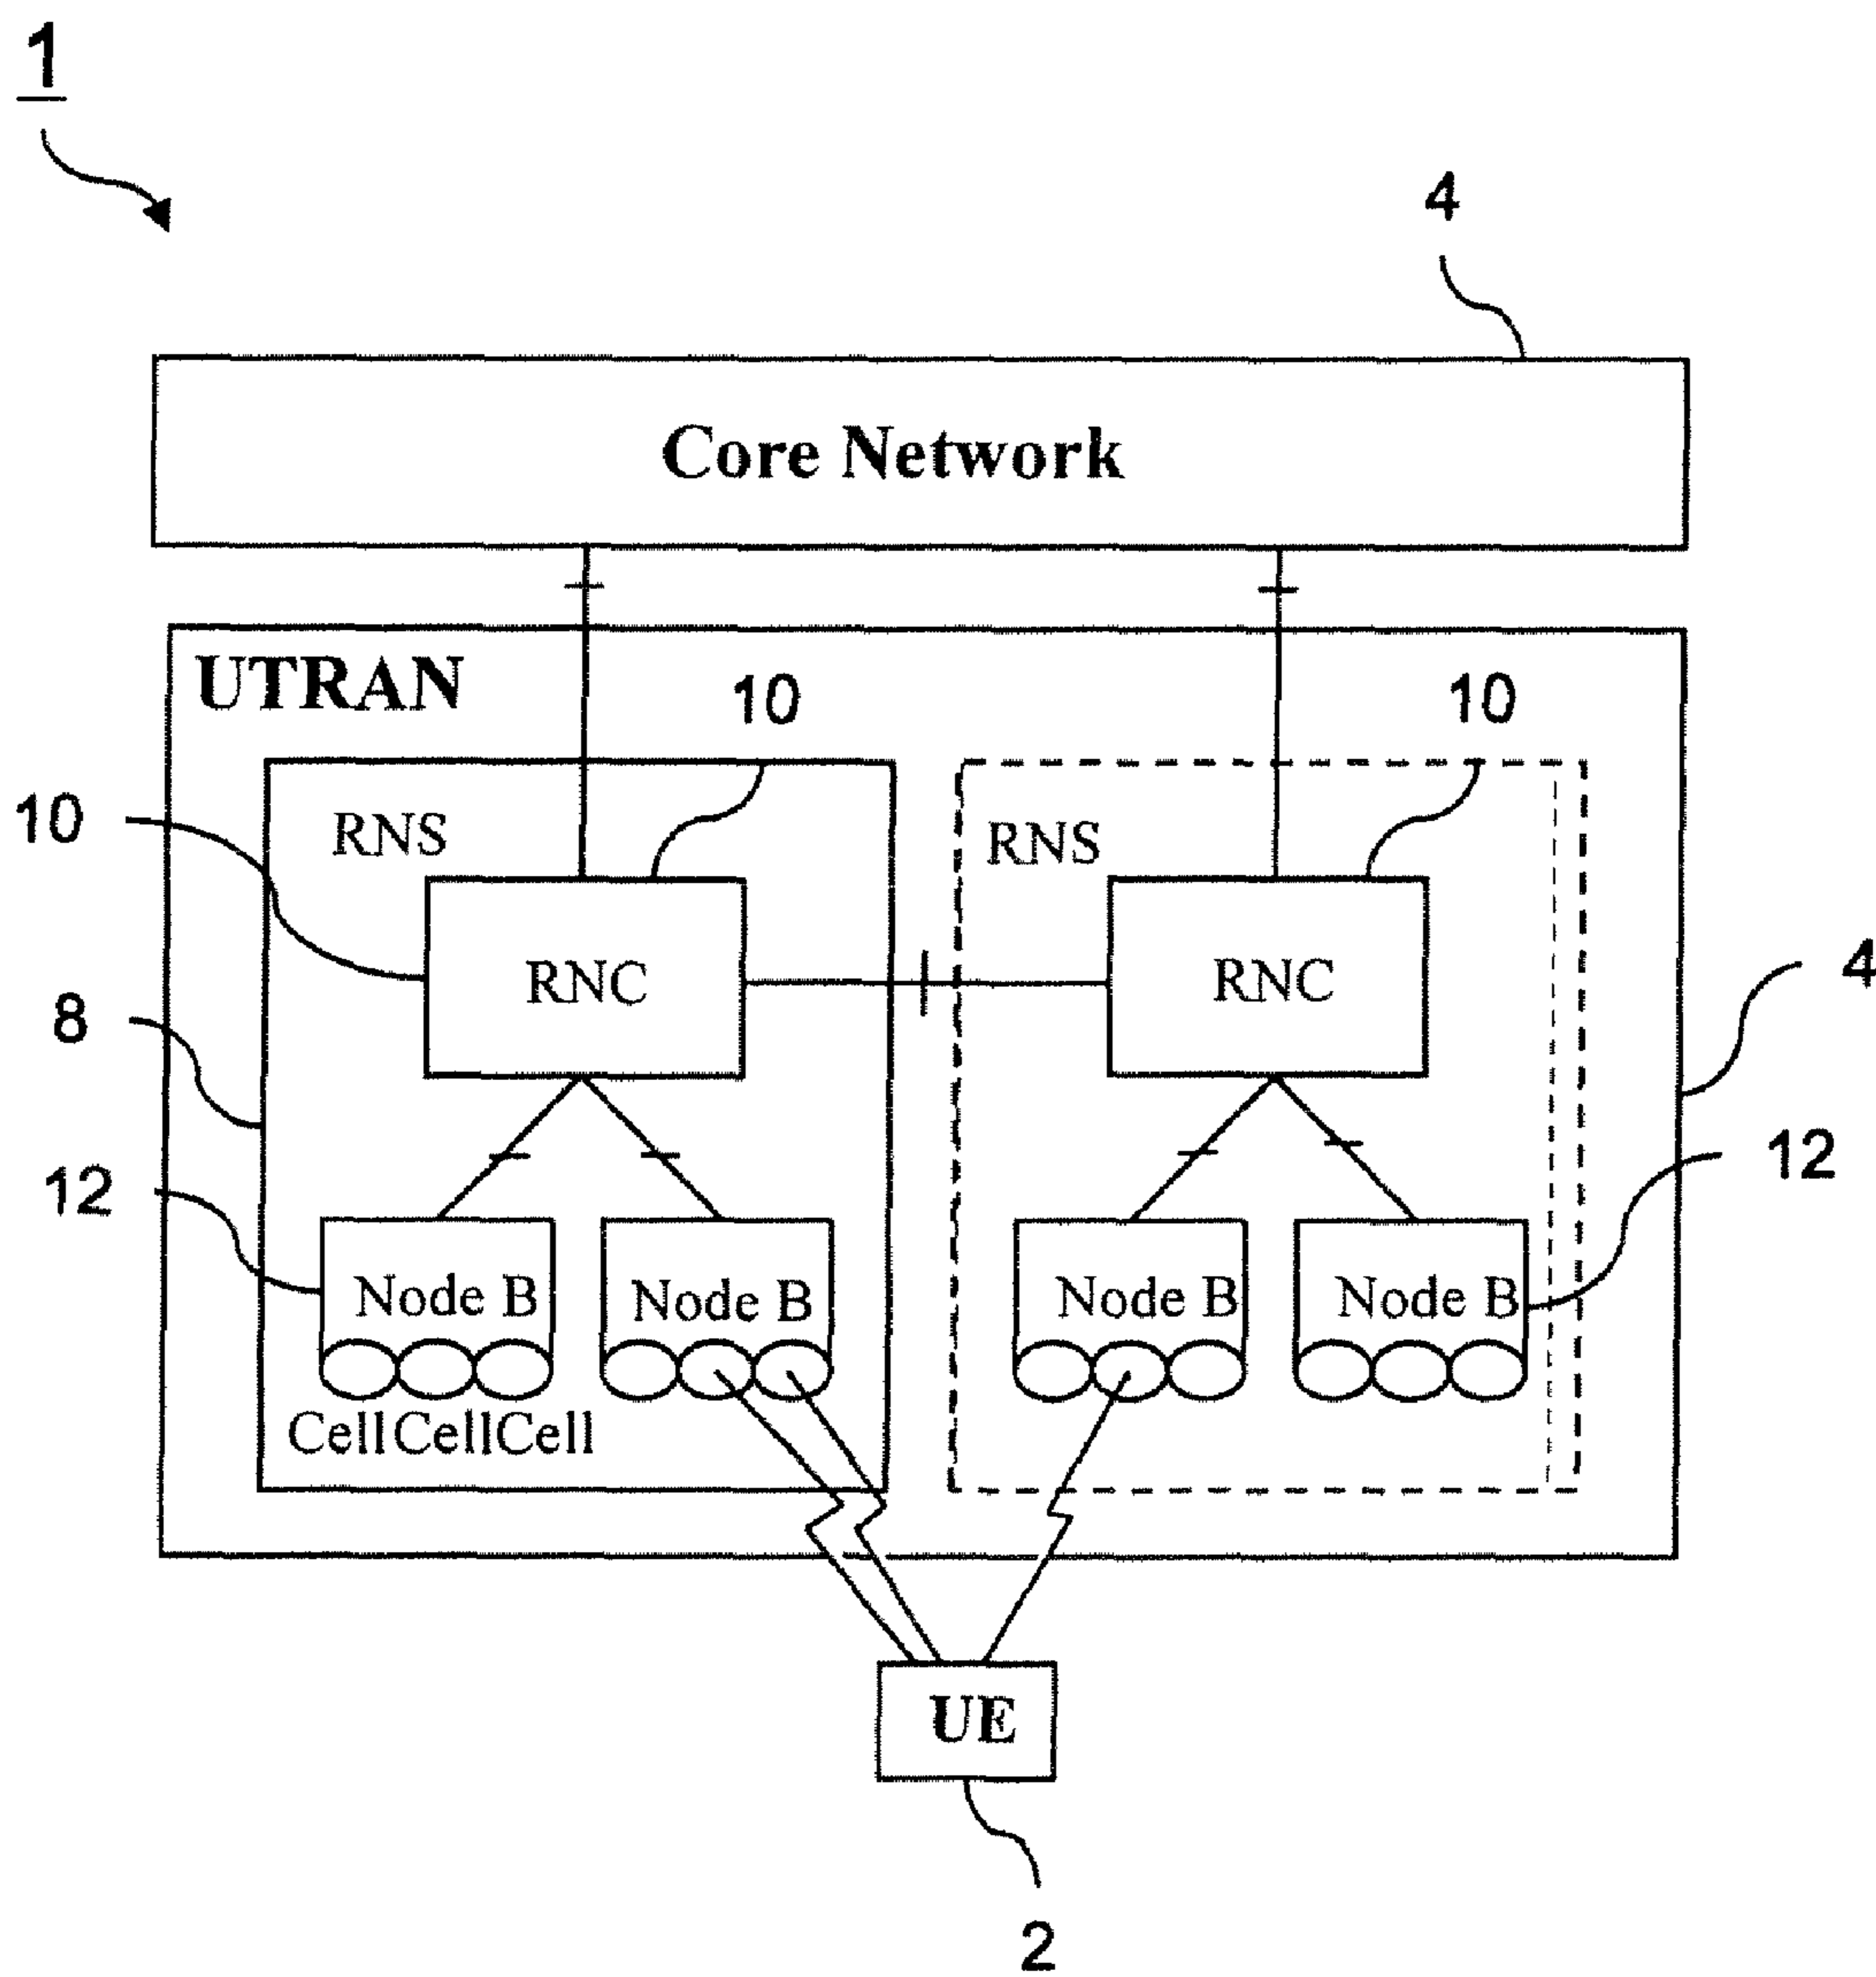 1
4
Core Network
UTRAN
10
10
10
RNS
RNS
RNC
RNC
4
8
12
12
Node B
Node B
Node B
Node B
Cell Cell Cell
UE
2